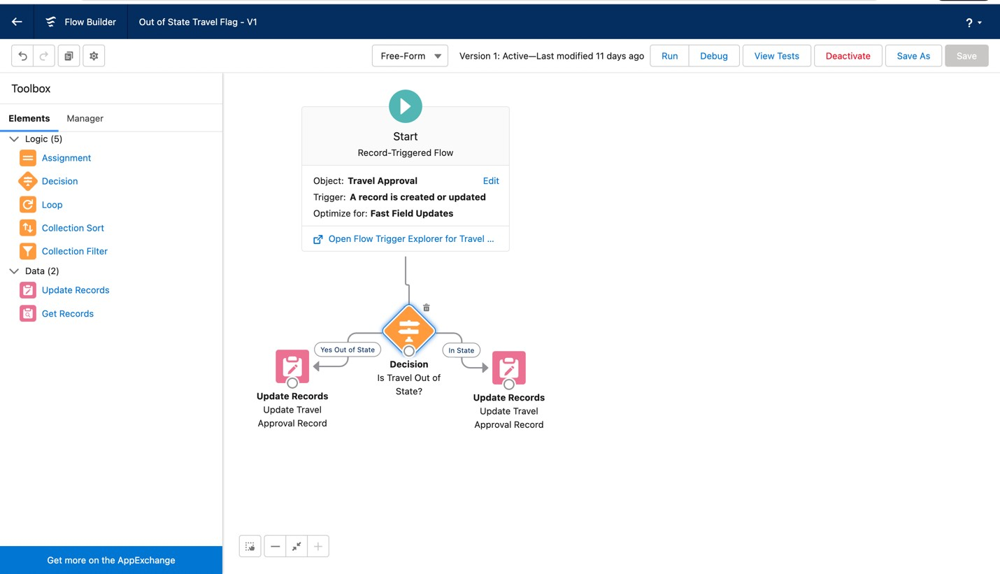 Flow Builder
Out of State Travel Flag - V1
?
Free-Form
Version 1: Active—Last modified 11 days ago
Run
Debug
View Tests
Deactivate
Save As
Save
Toolbox
Elements
Manager
Logic (5)
Assignment
Decision
Loop
Collection Sort
Collection Filter
Data (2)
Update Records
Get Records
Get more on the AppExchange
Start
Record-Triggered Flow
Object: Travel Approval
Edit
Trigger: A record is created or updated
Optimize for: Fast Field Updates
Open Flow Trigger Explorer for Travel ...
Yes Out of State
In State
Decision
Is Travel Out of
State?
Update Records
Update Travel
Approval Record
Update Records
Update Travel
Approval Record